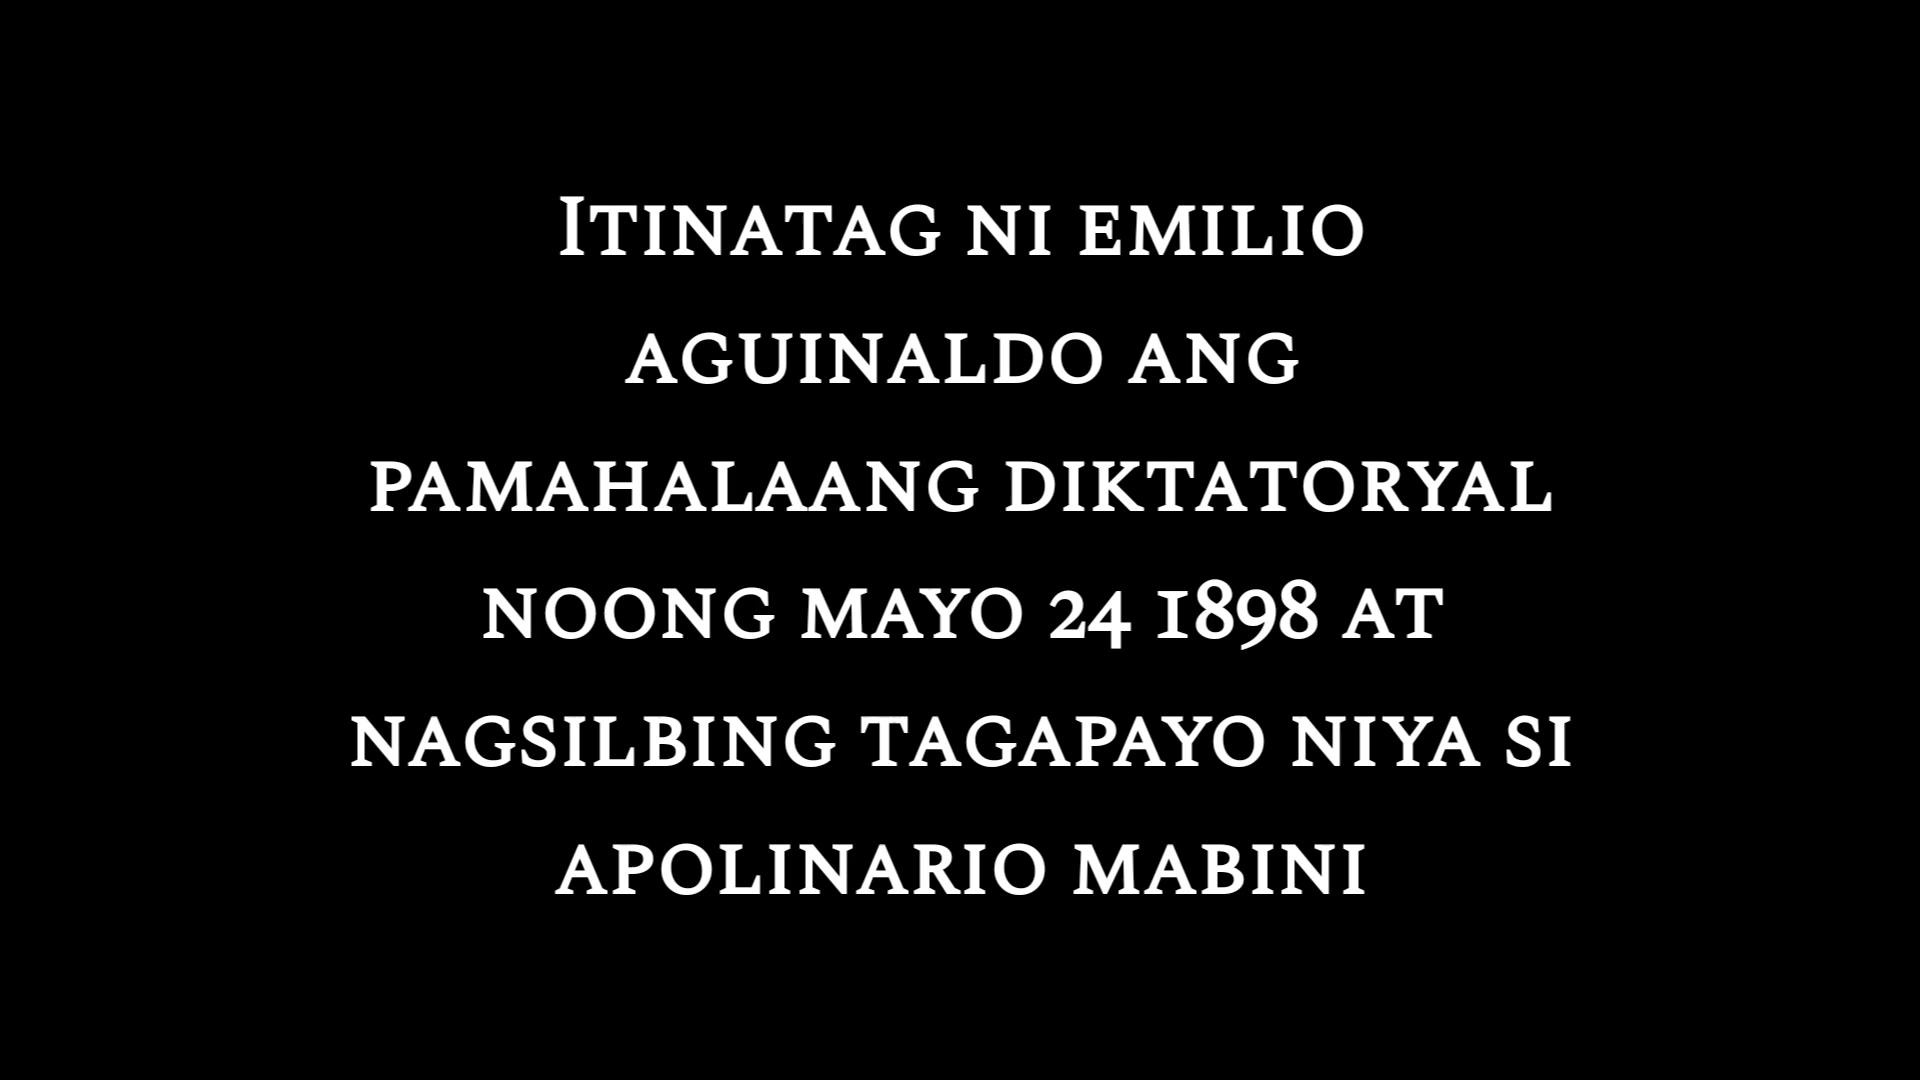 Itinatag ni emilio
aguinaldo ang
pamahalaang diktatoryal
noong mayo 24 1898 at
nagsilbing tagapayo niya si
apolinario mabini